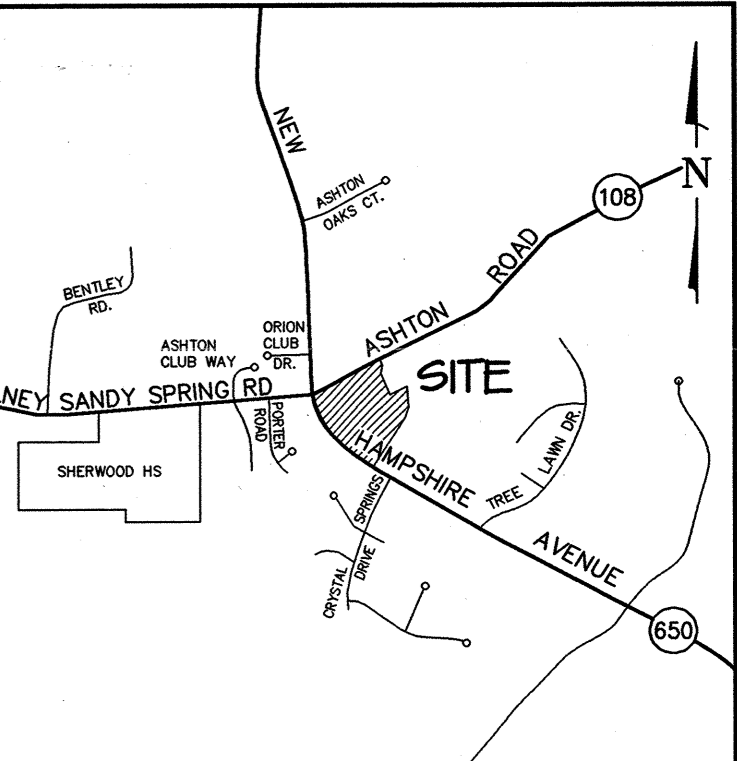 NEW
ASHTON
OAKS CT.
108
N
ROAD
BENTLEY
RD.
ORION
CLUB
DR.
ASHTON
CLUB WAY
ASHTON
SITE
NEY SANDY SPRING RD
PORTER
ROAD
SHERWOOD HS
HAMPSHIRE
AVENUE
TREE LAWN DR.
CRYSTAL SPRINGS
DRIVE
650